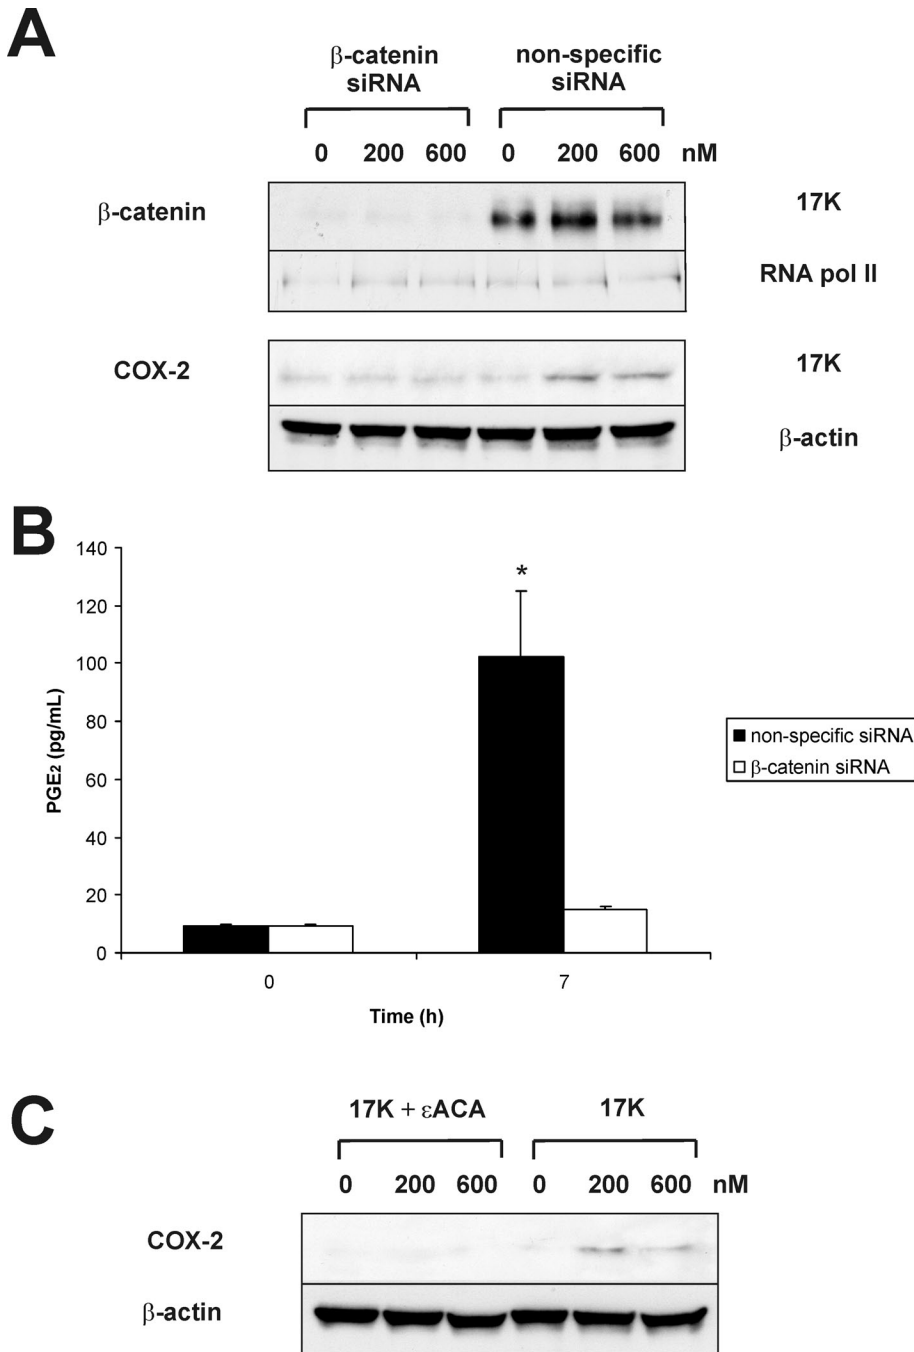 A
β-catenin siRNA
non-specific siRNA
0 200 600 0 200 600 nM
β-catenin
17K
RNA pol II
COX-2
17K
β-actin
B
140
120
100
80
60
40
20
0
PGE₂ (pg/mL)
*
0 7
Time (h)
non-specific siRNA
β-catenin siRNA
C
17K + εACA 17K
0 200 600 0 200 600 nM
COX-2
β-actin